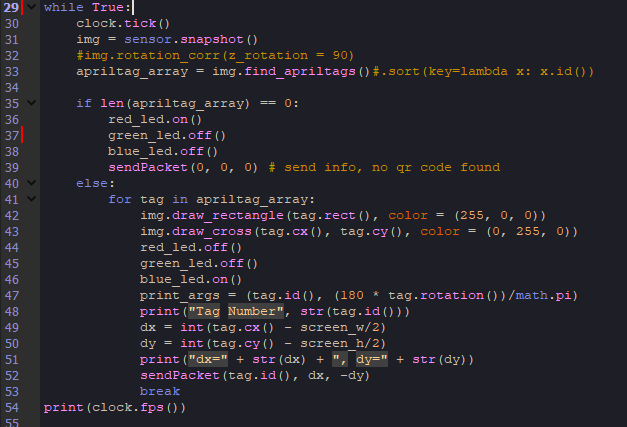 29 while True:
30     clock.tick()
31     img = sensor.snapshot()
32     #img.rotation_corr(z_rotation = 90)
33     apriltag_array = img.find_apriltags()#.sort(key=lambda x: x.id())
34
35     if len(apriltag_array) == 0:
36         red_led.on()
37         green_led.off()
38         blue_led.off()
39         sendPacket(0, 0, 0) # send info, no qr code found
40     else:
41         for tag in apriltag_array:
42             img.draw_rectangle(tag.rect(), color = (255, 0, 0))
43             img.draw_cross(tag.cx(), tag.cy(), color = (0, 255, 0))
44             red_led.off()
45             green_led.off()
46             blue_led.on()
47             print_args = (tag.id(), (180 * tag.rotation())/math.pi)
48             print("Tag Number", str(tag.id()))
49             dx = int(tag.cx() - screen_w/2)
50             dy = int(tag.cy() - screen_h/2)
51             print("dx=" + str(dx) + ", dy=" + str(dy))
52             sendPacket(tag.id(), dx, -dy)
53             break
54 print(clock.fps())
55